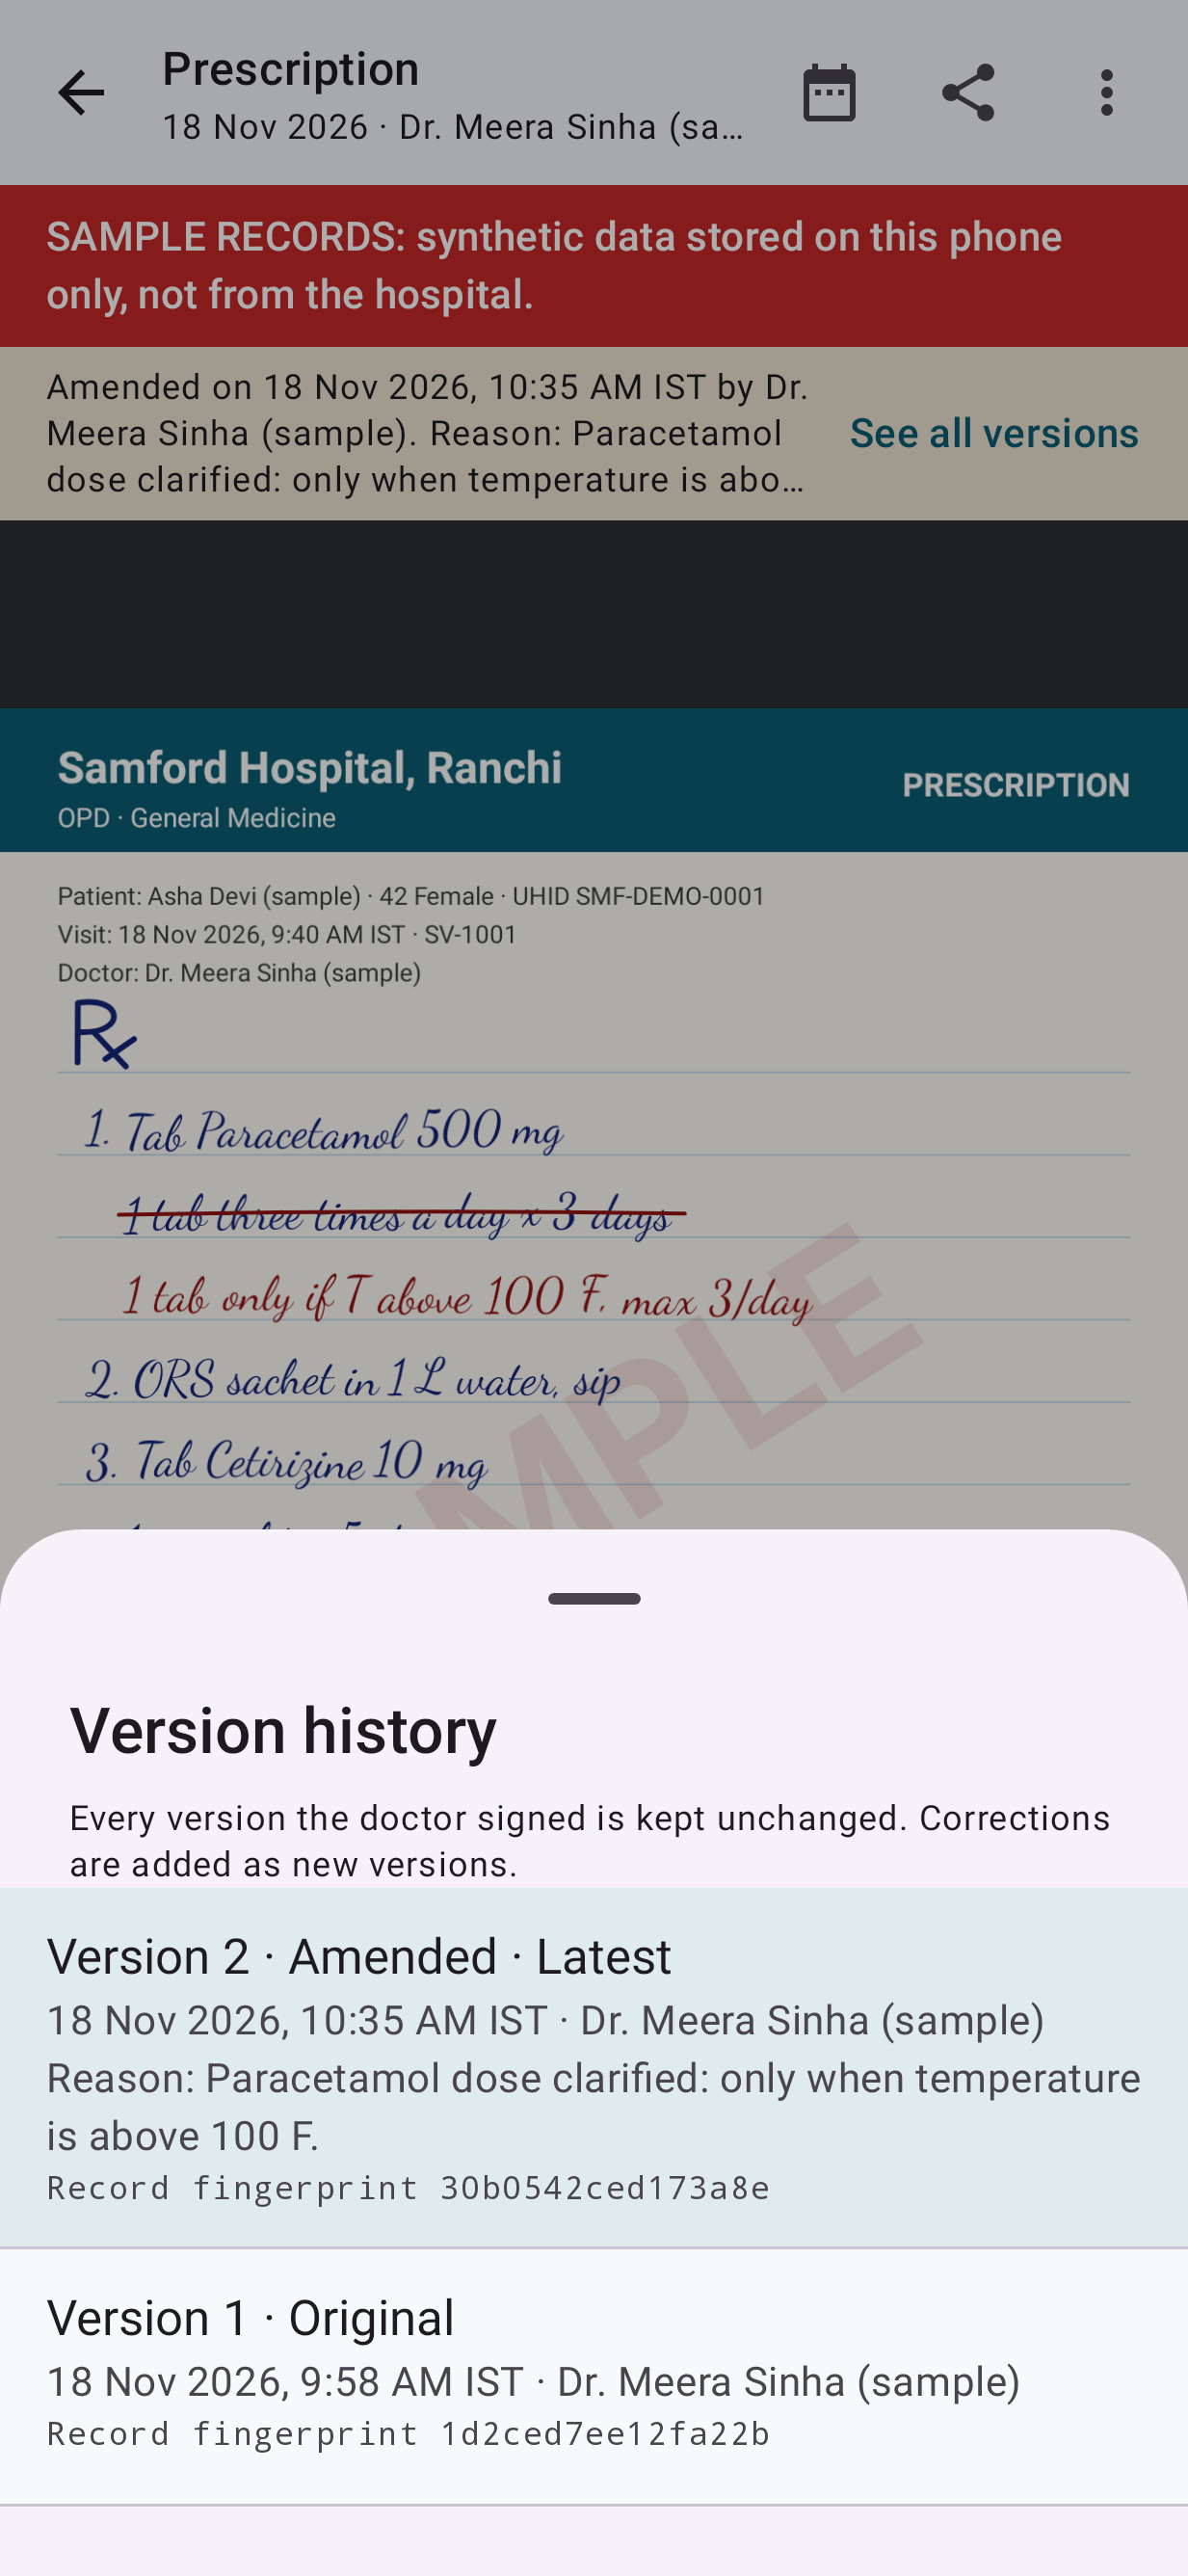 Prescription
18 Nov 2026 · Dr. Meera Sinha (sa…
SAMPLE RECORDS: synthetic data stored on this phone
only, not from the hospital.
Amended on 18 Nov 2026, 10:35 AM IST by Dr.
Meera Sinha (sample). Reason: Paracetamol
dose clarified: only when temperature is abo…
See all versions
Samford Hospital, Ranchi
OPD · General Medicine
PRESCRIPTION
Patient: Asha Devi (sample) · 42 Female · UHID SMF-DEMO-0001
Visit: 18 Nov 2026, 9:40 AM IST · SV-1001
Doctor: Dr. Meera Sinha (sample)
Rx
1. Tab Paracetamol 500 mg
1 tab three times a day x 3 days
1 tab only if T above 100 F, max 3/day
2. ORS sachet in 1 L water, sip
3. Tab Cetirizine 10 mg
MPLE
Version history
Every version the doctor signed is kept unchanged. Corrections
are added as new versions.
Version 2 · Amended · Latest
18 Nov 2026, 10:35 AM IST · Dr. Meera Sinha (sample)
Reason: Paracetamol dose clarified: only when temperature
is above 100 F.
Record fingerprint 30b0542ced173a8e
Version 1 · Original
18 Nov 2026, 9:58 AM IST · Dr. Meera Sinha (sample)
Record fingerprint 1d2ced7ee12fa22b